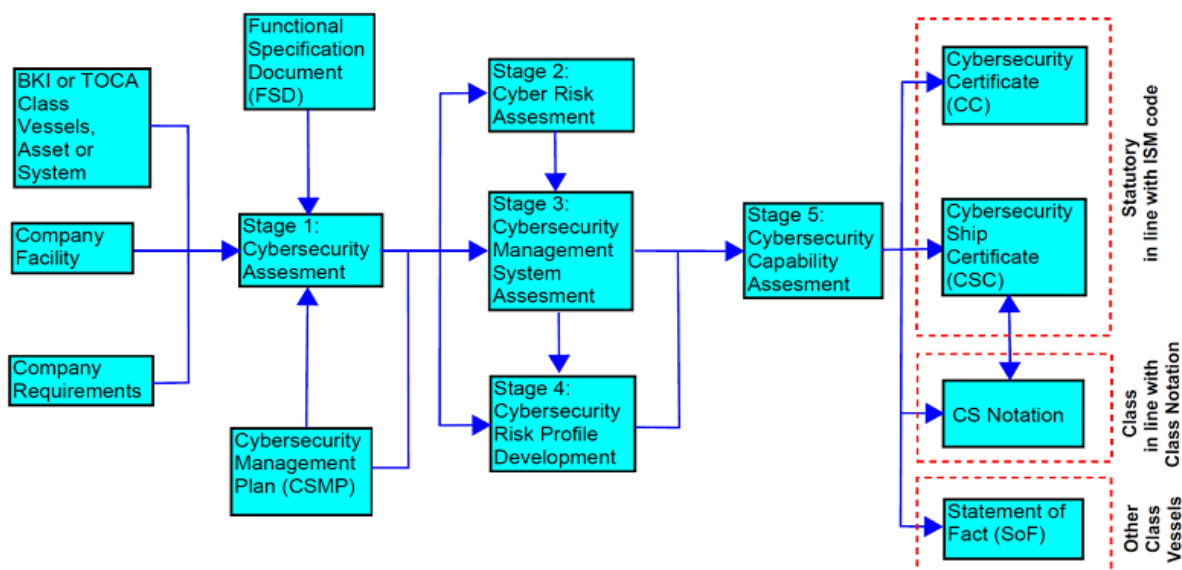 BKI or TOCA
Class
Vessels,
Asset or
System
Company
Facility
Company
Requirements
Functional
Specification
Document
(FSD)
Stage 1:
Cybersecurity
Assesment
Cybersecurity
Management
Plan (CSMP)
Stage 2:
Cyber Risk
Assesment
Stage 3:
Cybersecurity
Management
System
Assesment
Stage 4:
Cybersecurity
Risk Profile
Development
Stage 5:
Cybersecurity
Capability
Assesment
Cybersecurity
Certificate
(CC)
Cybersecurity
Ship
Certificate
(CSC)
Statutory
in line with ISM code
CS Notation
Class
in line with
Class Notation
Statement of
Fact (SoF)
Other
Class
Vessels